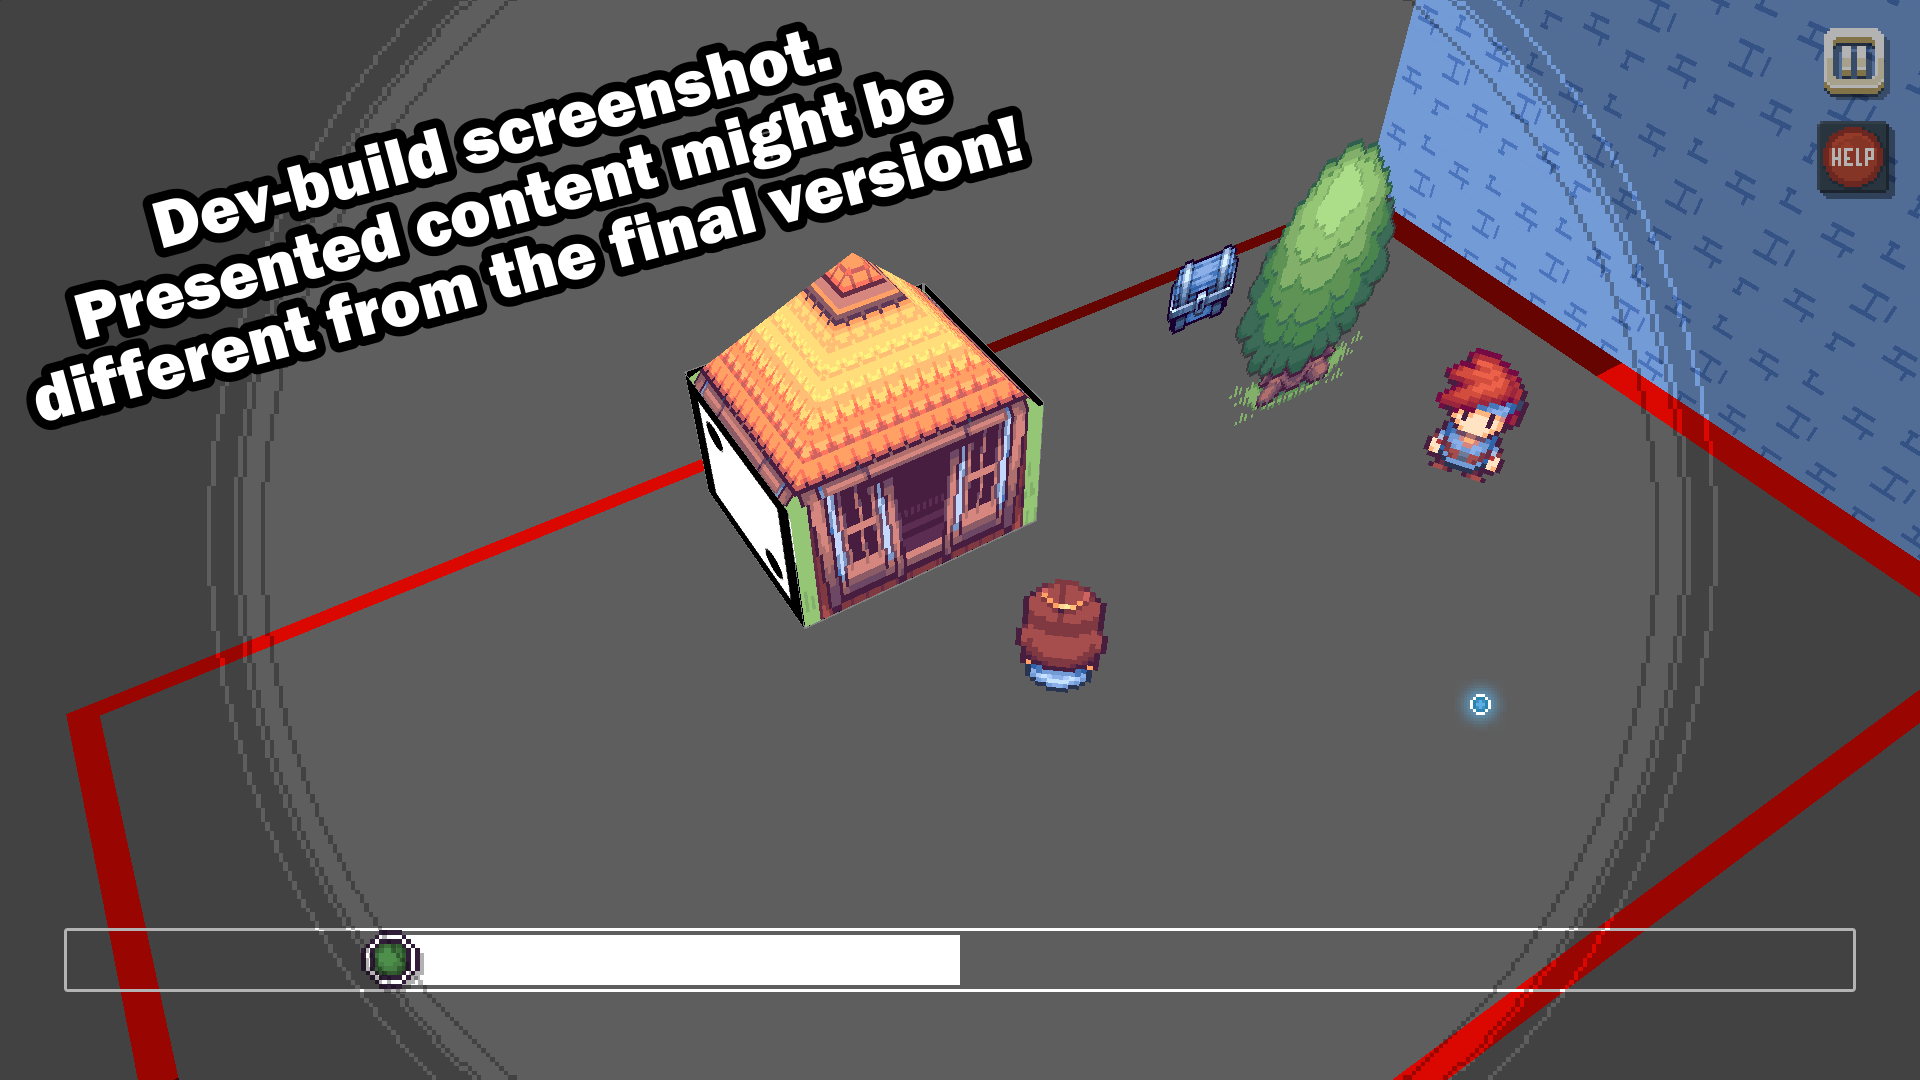 Dev-build screenshot.
Presented content might be
different from the final version!
HELP